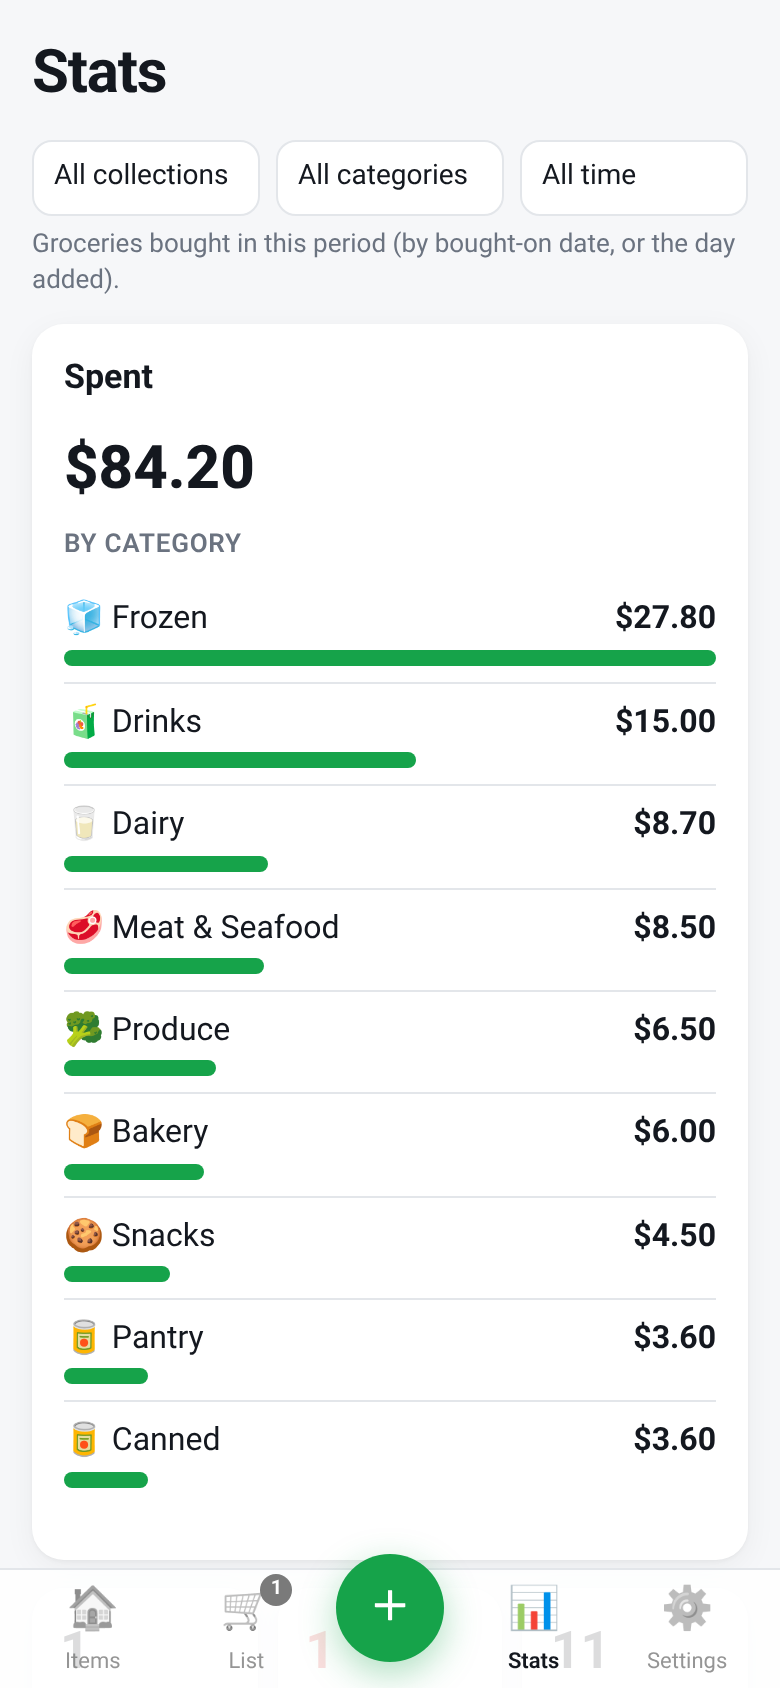 Stats
All collections
All categories
All time
Groceries bought in this period (by bought-on date, or the day
added).
Spent
$84.20
BY CATEGORY
Frozen $27.80
Drinks $15.00
Dairy $8.70
Meat & Seafood $8.50
Produce $6.50
Bakery $6.00
Snacks $4.50
Pantry $3.60
Canned $3.60
1
+
1
1
11
Items
List
Stats
Settings